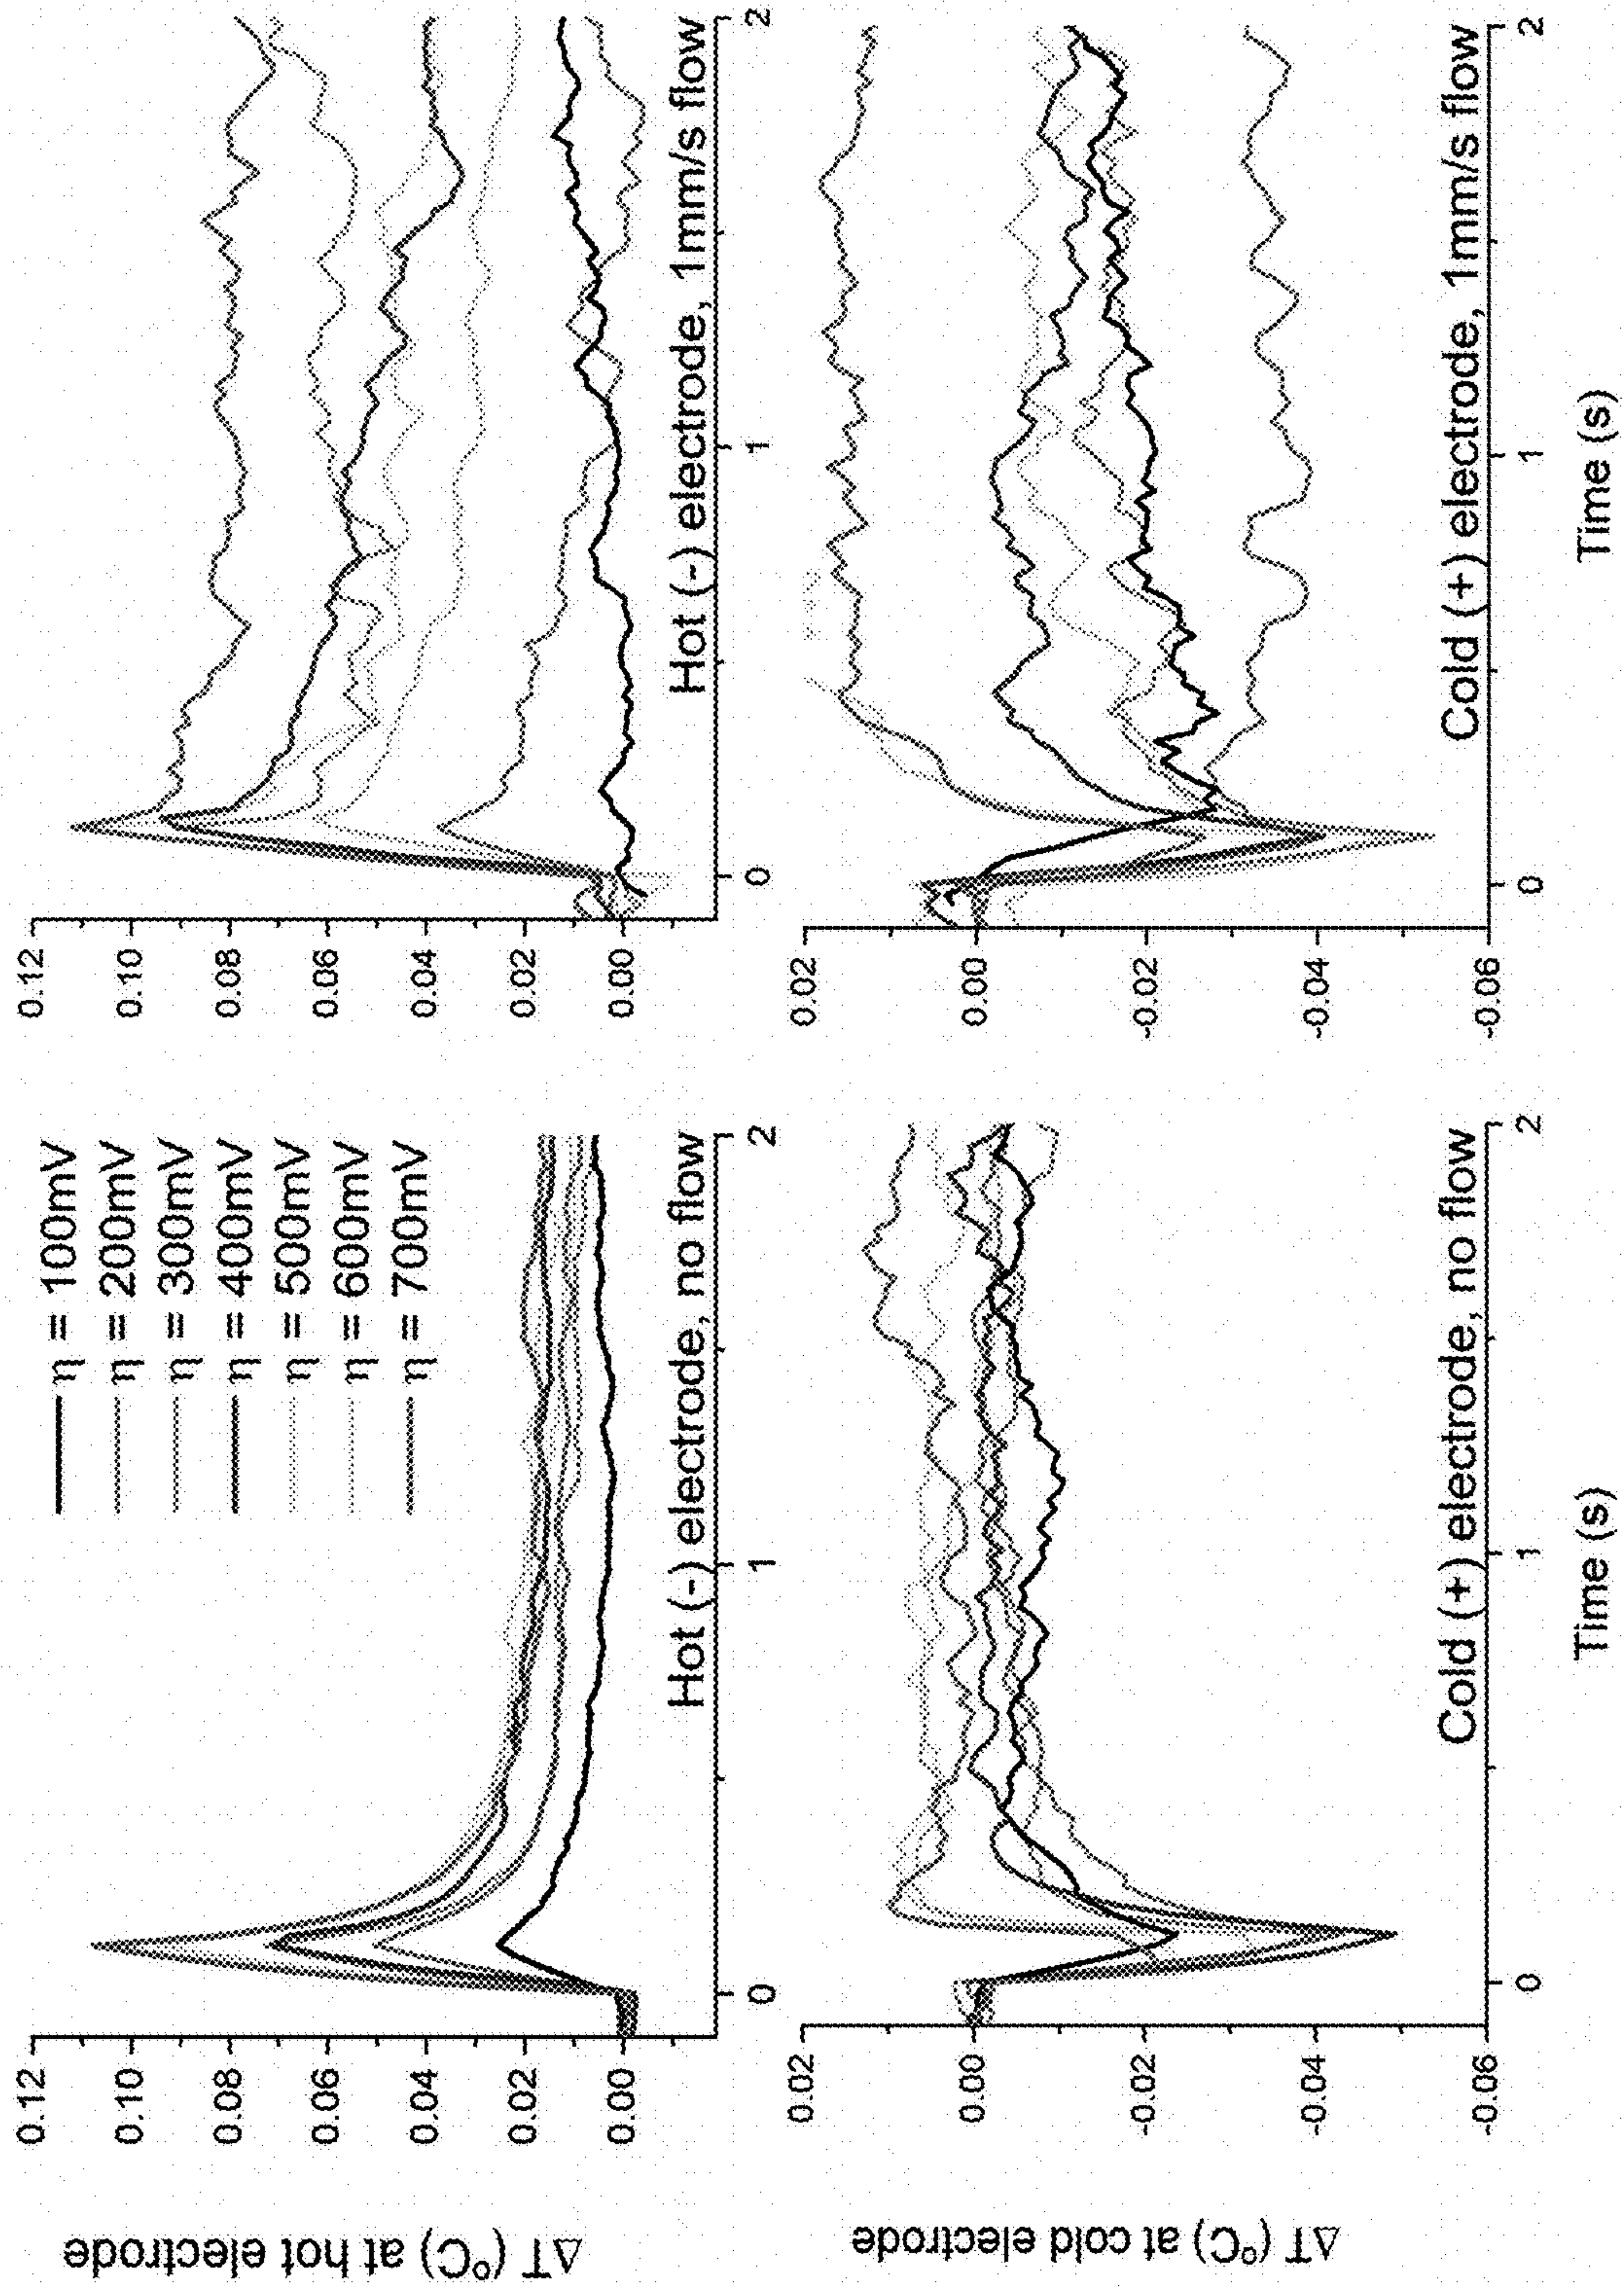 η = 100mV
η = 200mV
η = 300mV
η = 400mV
η = 500mV
η = 600mV
η = 700mV
ΔT (ºC) at hot electrode
0.12
0.10
0.08
0.06
0.04
0.02
0.00
Hot (-) electrode, no flow
0
1
2
0.12
0.10
0.08
0.06
0.04
0.02
0.00
Hot (-) electrode, 1mm/s flow
0
1
2
ΔT (ºC) at cold electrode
0.02
0.00
-0.02
-0.04
-0.06
Cold (+) electrode, no flow
0
1
2
Time (s)
0.02
0.00
-0.02
-0.04
-0.06
Cold (+) electrode, 1mm/s flow
0
1
2
Time (s)